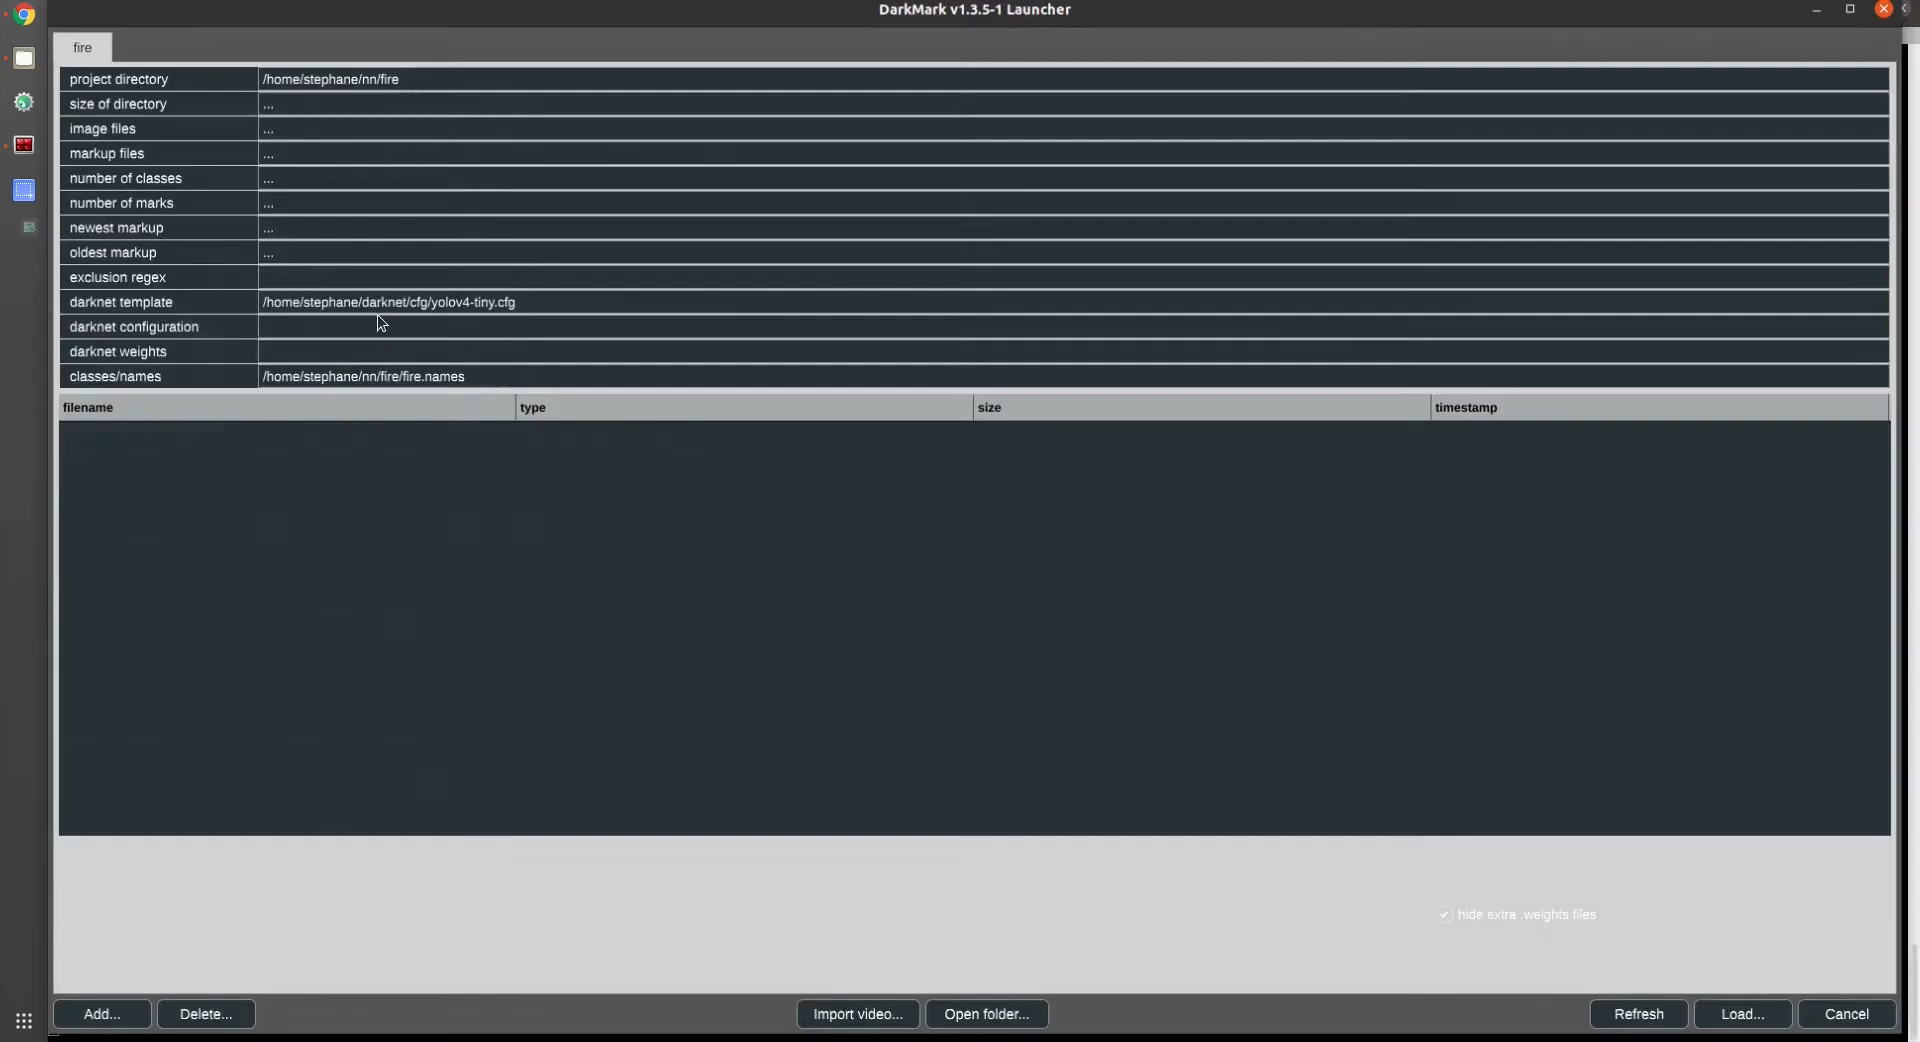 DarkMark v1.3.5-1 Launcher
fire
project directory /home/stephane/nn/fire
size of directory ...
image files ...
markup files ...
number of classes ...
number of marks ...
newest markup ...
oldest markup ...
exclusion regex
darknet template /home/stephane/darknet/cfg/yolov4-tiny.cfg
darknet configuration
darknet weights
classes/names /home/stephane/nn/fire/fire.names
filename type size timestamp
hide extra .weights files
Add... Delete... Import video... Open folder... Refresh Load... Cancel